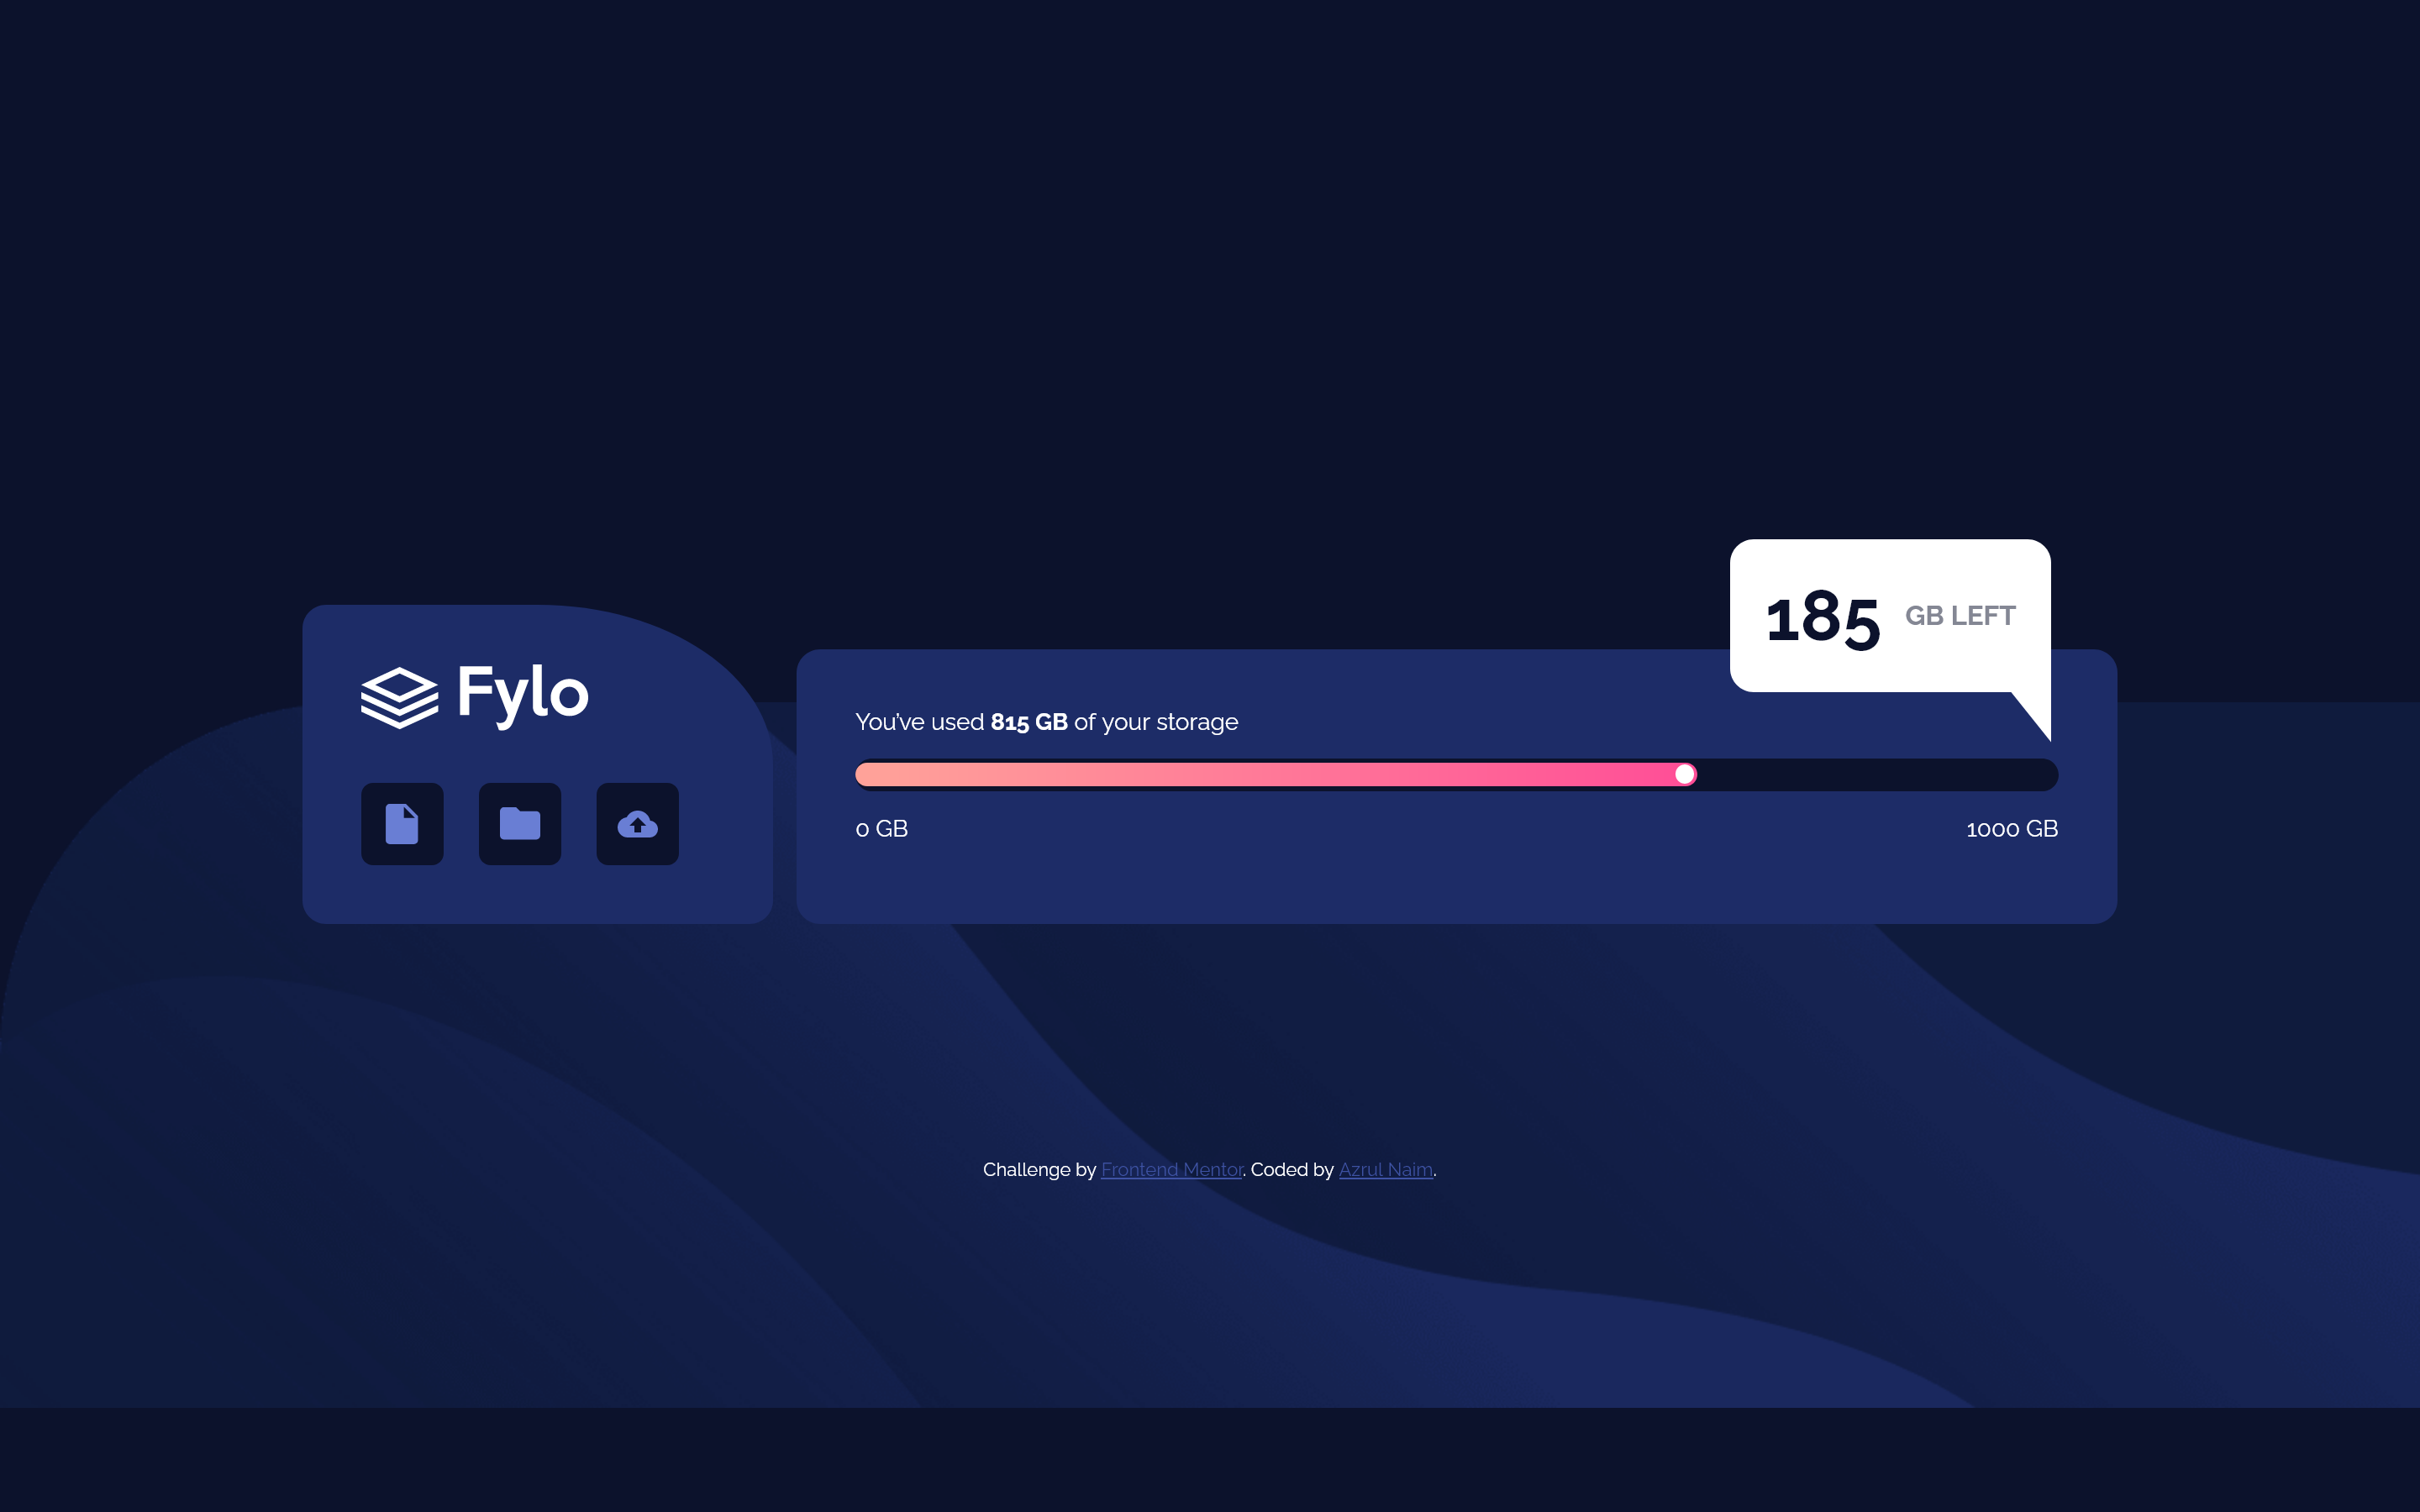 Fylo
185 GB LEFT
You’ve used 815 GB of your storage
0 GB 1000 GB
Challenge by Frontend Mentor. Coded by Azrul Naim.